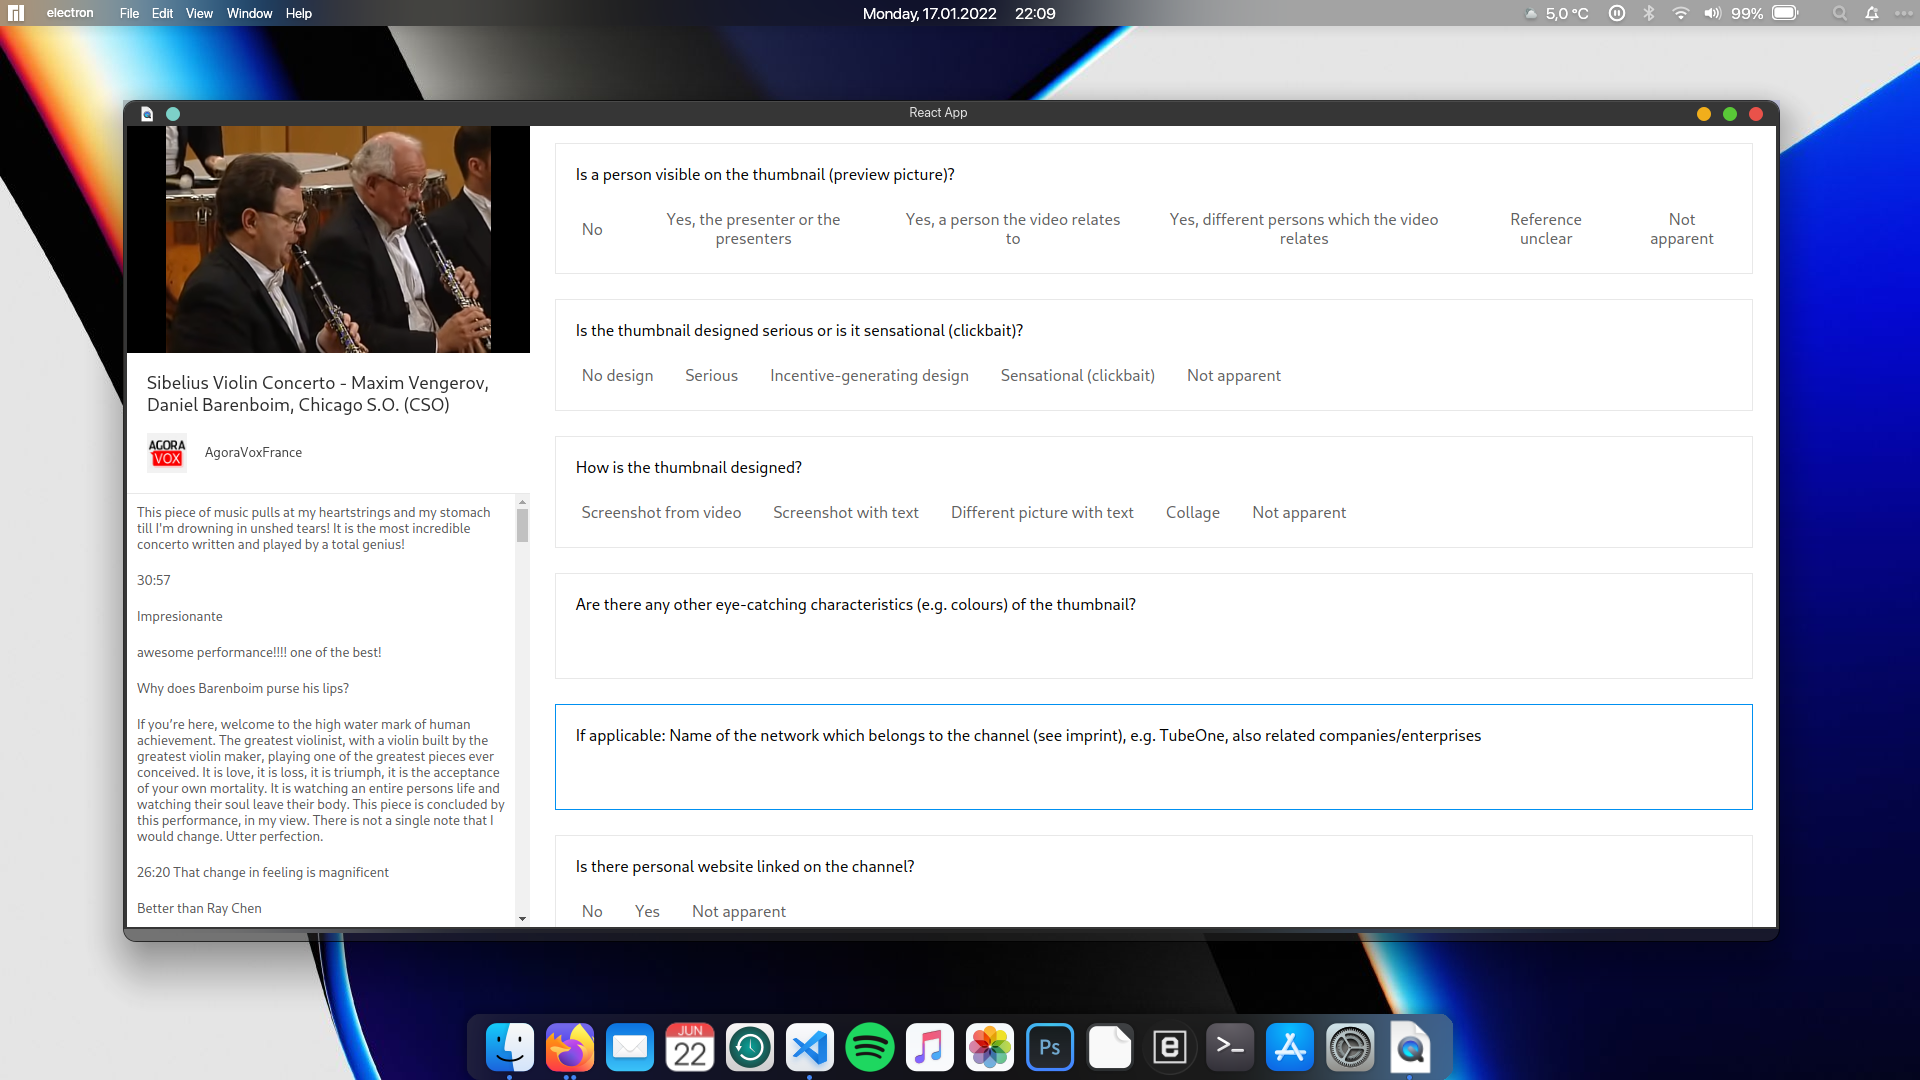 electron File Edit View Window Help
Monday, 17.01.2022 22:09
5,0 °C 99%
React App
Sibelius Violin Concerto - Maxim Vengerov,
Daniel Barenboim, Chicago S.O. (CSO)
AGORA
VOX
AgoraVoxFrance
This piece of music pulls at my heartstrings and my stomach
till I'm drowning in unshed tears! It is the most incredible
concerto written and played by a total genius!
30:57
Impresionante
awesome performance!!!! one of the best!
Why does Barenboim purse his lips?
If you’re here, welcome to the high water mark of human
achievement. The greatest violinist, with a violin built by the
greatest violin maker, playing one of the greatest pieces ever
conceived. It is love, it is loss, it is triumph, it is the acceptance
of your own mortality. It is watching an entire persons life and
watching their soul leave their body. This piece is concluded by
this performance, in my view. There is not a single note that I
would change. Utter perfection.
26:20 That change in feeling is magnificent
Better than Ray Chen
Is a person visible on the thumbnail (preview picture)?
No
Yes, the presenter or the
presenters
Yes, a person the video relates
to
Yes, different persons which the video
relates
Reference
unclear
Not
apparent
Is the thumbnail designed serious or is it sensational (clickbait)?
No design Serious Incentive-generating design Sensational (clickbait) Not apparent
How is the thumbnail designed?
Screenshot from video Screenshot with text Different picture with text Collage Not apparent
Are there any other eye-catching characteristics (e.g. colours) of the thumbnail?
If applicable: Name of the network which belongs to the channel (see imprint), e.g. TubeOne, also related companies/enterprises
Is there personal website linked on the channel?
No Yes Not apparent
JUN
22
Ps